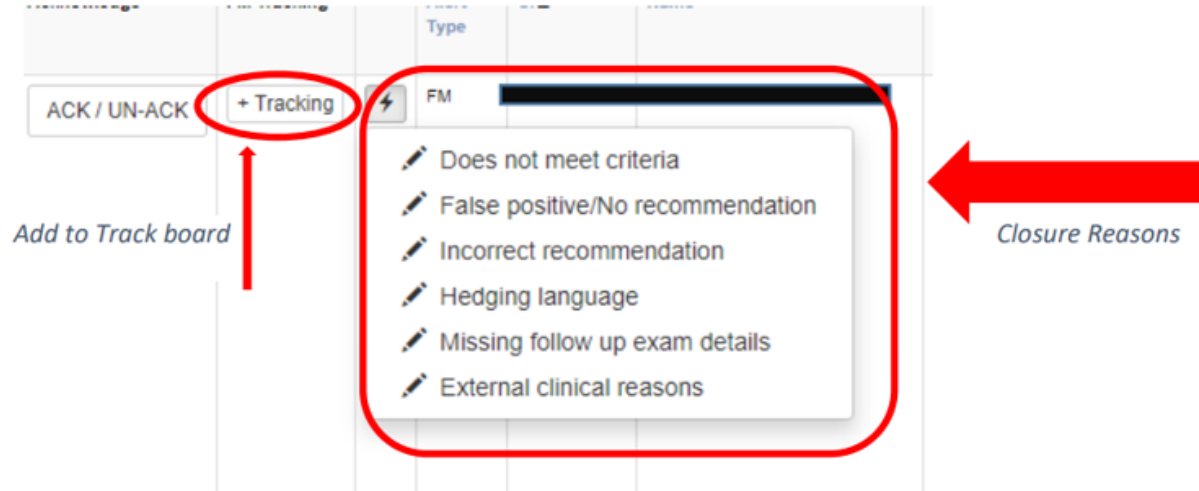 Type
ACK / UN-ACK
+ Tracking
FM
Does not meet criteria
False positive/No recommendation
Incorrect recommendation
Hedging language
Missing follow up exam details
External clinical reasons
Add to Track board
Closure Reasons